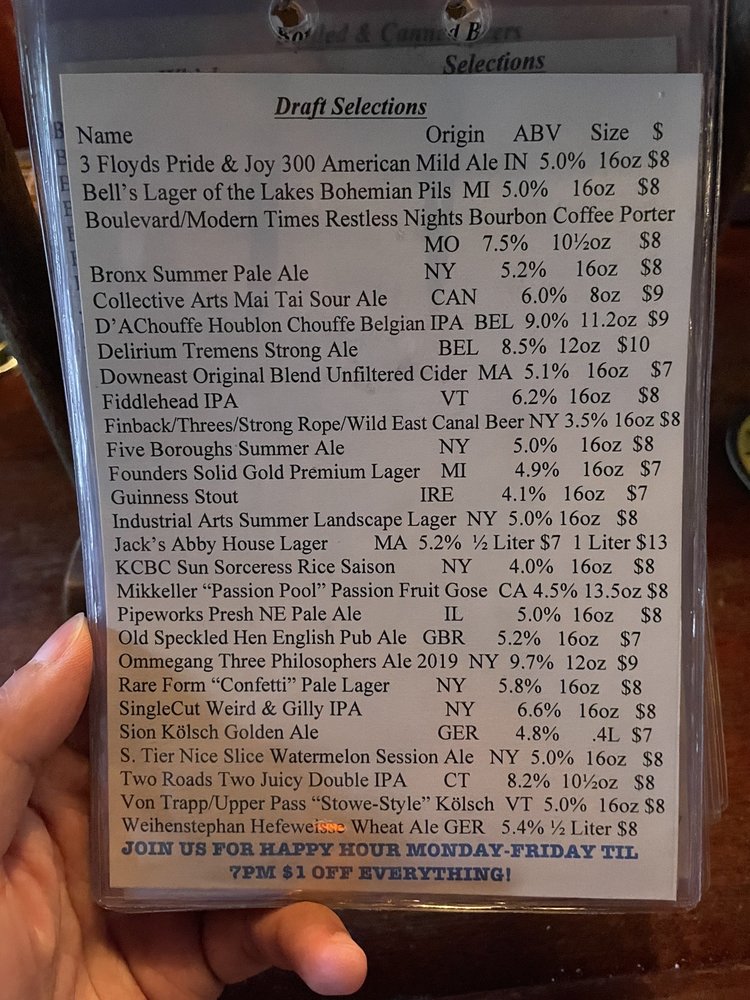 Bottled & Canned Beers
Selections
Draft Selections
Name Origin ABV Size $
3 Floyds Pride & Joy 300 American Mild Ale IN 5.0% 16oz $8
Bell's Lager of the Lakes Bohemian Pils MI 5.0% 16oz $8
Boulevard/Modern Times Restless Nights Bourbon Coffee Porter
MO 7.5% 10½oz $8
Bronx Summer Pale Ale NY 5.2% 16oz $8
Collective Arts Mai Tai Sour Ale CAN 6.0% 8oz $9
D'AChouffe Houblon Chouffe Belgian IPA BEL 9.0% 11.2oz $9
Delirium Tremens Strong Ale BEL 8.5% 12oz $10
Downeast Original Blend Unfiltered Cider MA 5.1% 16oz $7
Fiddlehead IPA VT 6.2% 16oz $8
Finback/Threes/Strong Rope/Wild East Canal Beer NY 3.5% 16oz $8
Five Boroughs Summer Ale NY 5.0% 16oz $8
Founders Solid Gold Premium Lager MI 4.9% 16oz $7
Guinness Stout IRE 4.1% 16oz $7
Industrial Arts Summer Landscape Lager NY 5.0% 16oz $8
Jack's Abby House Lager MA 5.2% ½ Liter $7 1 Liter $13
KCBC Sun Sorceress Rice Saison NY 4.0% 16oz $8
Mikkeller “Passion Pool” Passion Fruit Gose CA 4.5% 13.5oz $8
Pipeworks Presh NE Pale Ale IL 5.0% 16oz $8
Old Speckled Hen English Pub Ale GBR 5.2% 16oz $7
Ommegang Three Philosophers Ale 2019 NY 9.7% 12oz $9
Rare Form “Confetti” Pale Lager NY 5.8% 16oz $8
SingleCut Weird & Gilly IPA NY 6.6% 16oz $8
Sion Kölsch Golden Ale GER 4.8% .4L $7
S. Tier Nice Slice Watermelon Session Ale NY 5.0% 16oz $8
Two Roads Two Juicy Double IPA CT 8.2% 10½oz $8
Von Trapp/Upper Pass “Stowe-Style” Kölsch VT 5.0% 16oz $8
Weihenstephan Hefeweisse Wheat Ale GER 5.4% ½ Liter $8
JOIN US FOR HAPPY HOUR MONDAY-FRIDAY TIL
7PM $1 OFF EVERYTHING!